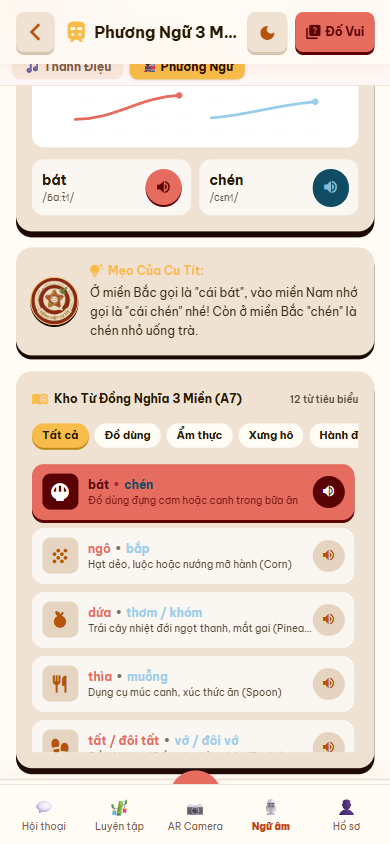 Phương Ngữ 3 M...
Đố Vui
Thanh Điệu
Phương Ngữ
bát
chén
Mẹo Của Cu Tít:
Ở miền Bắc gọi là "cái bát", vào miền Nam nhớ
gọi là "cái chén" nhé! Còn ở miền Bắc "chén" là
chén nhỏ uống trà.
Kho Từ Đồng Nghĩa 3 Miền (A7)
12 từ tiêu biểu
Tất cả
Đồ dùng
Ẩm thực
Xưng hô
Hành đ
bát • chén
Đồ dùng đựng cơm hoặc canh trong bữa ăn
ngô • bắp
Hạt dẻo, luộc hoặc nướng mỡ hành (Corn)
dứa • thơm / khóm
Trái cây nhiệt đới ngọt thanh, mắt gai (Pinea...
thìa • muỗng
Dụng cụ múc canh, xúc thức ăn (Spoon)
tất / đôi tất • vớ / đôi vớ
Hội thoại
Luyện tập
AR Camera
Ngữ âm
Hồ sơ